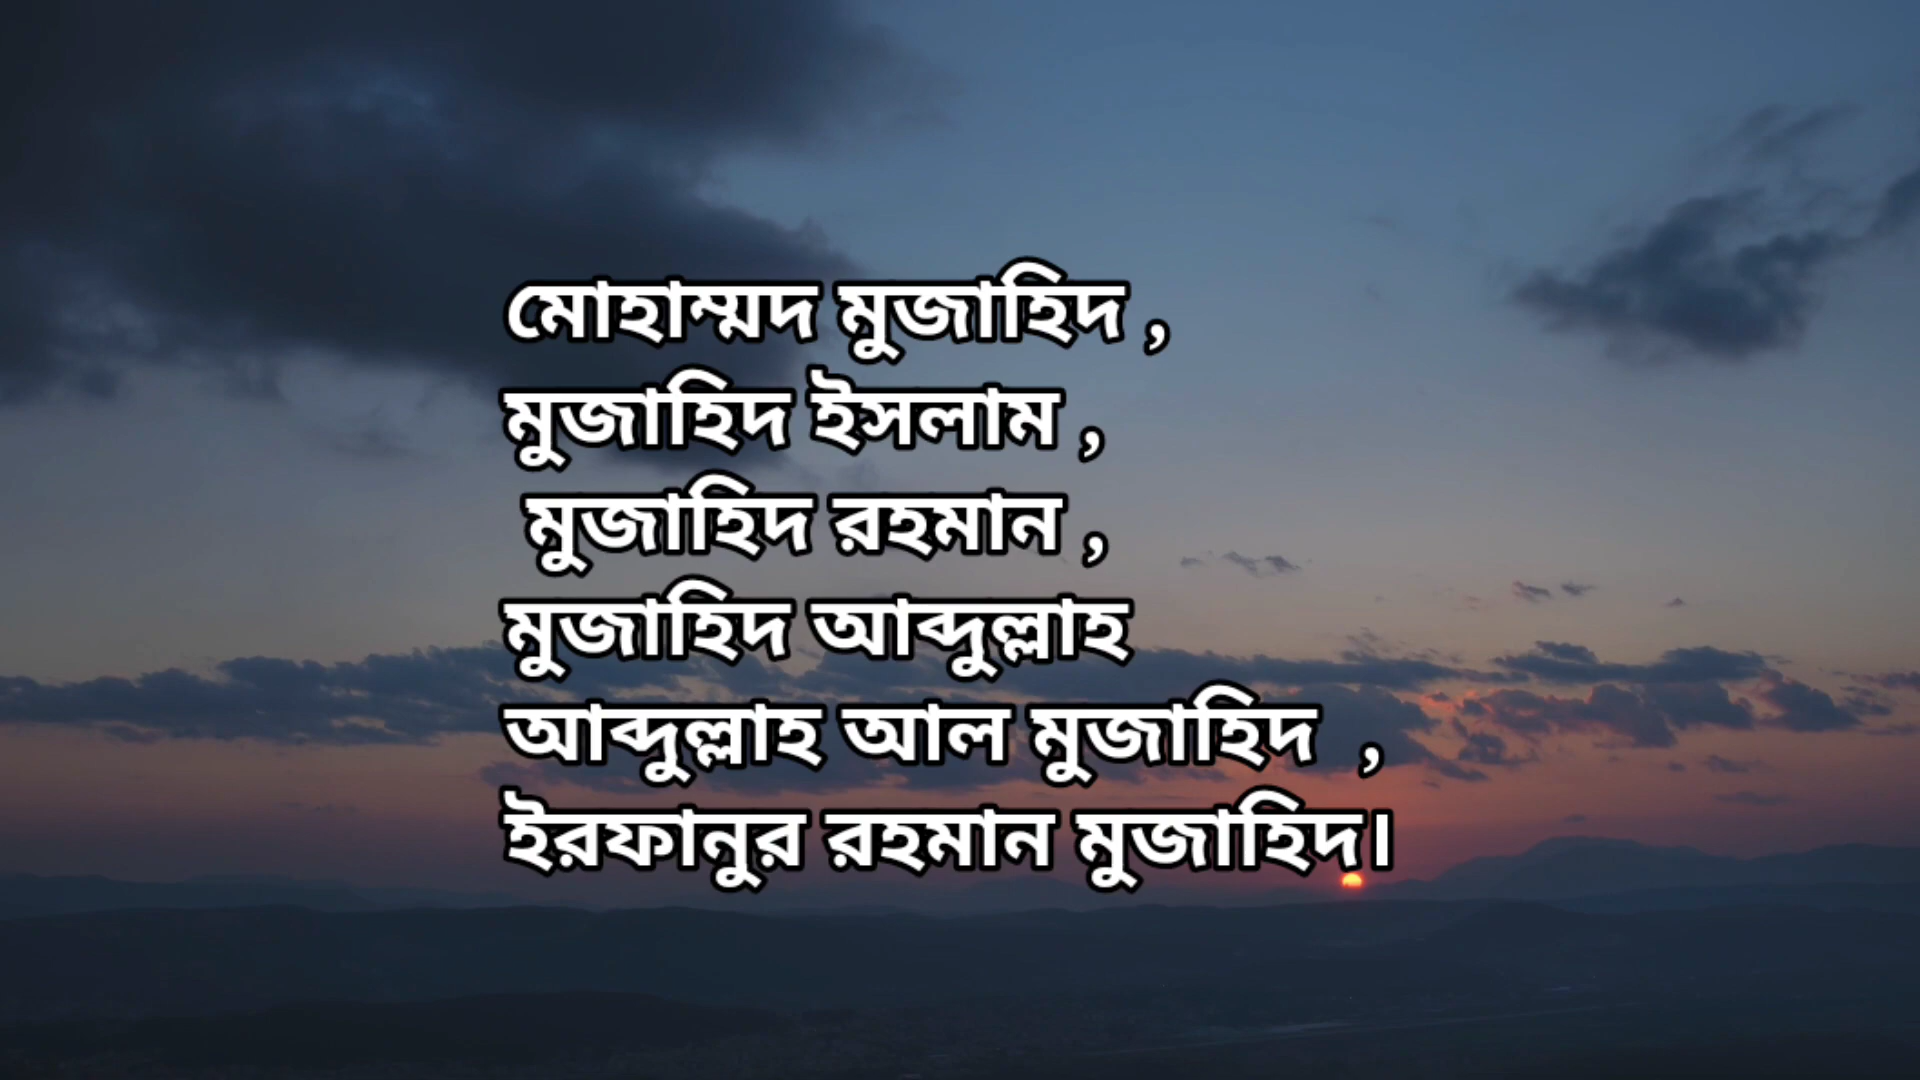 মোহাম্মদ মুজাহিদ ,
মুজাহিদ ইসলাম ,
মুজাহিদ রহমান ,
মুজাহিদ আব্দুল্লাহ
আব্দুল্লাহ আল মুজাহিদ  ,
ইরফানুর রহমান মুজাহিদ।